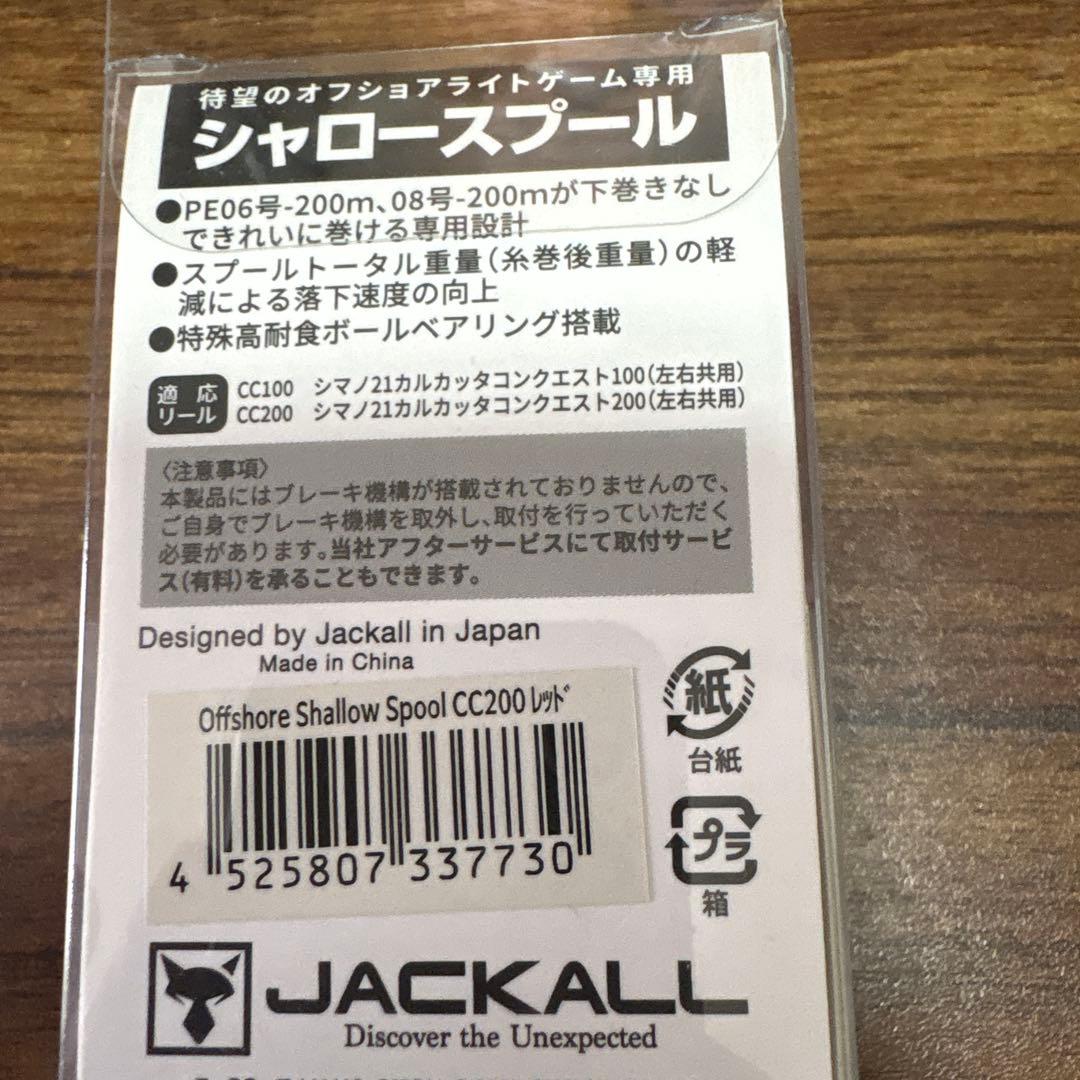 待望のオフショアライトゲーム専用
シャロースプール
●PE06号-200m、08号-200mが下巻きなし
できれいに巻ける専用設計
●スプールトータル重量(糸巻後重量)の軽
減による落下速度の向上
●特殊高耐食ボールベアリング搭載
適応
リール
CC100 シマノ21カルカッタコンクエスト100(左右共用)
CC200 シマノ21カルカッタコンクエスト200(左右共用)
〈注意事項〉
本製品にはブレーキ機構が搭載されておりませんので、
ご自身でブレーキ機構を取外し、取付を行っていただく
必要があります。当社アフターサービスにて取付サービ
ス(有料)を承ることもできます。
Designed by Jackall in Japan
Made in China
Offshore Shallow Spool CC200 ﾚｯﾄﾞ
4 525807 337730
紙
台紙
プラ
箱
JACKALL
Discover the Unexpected